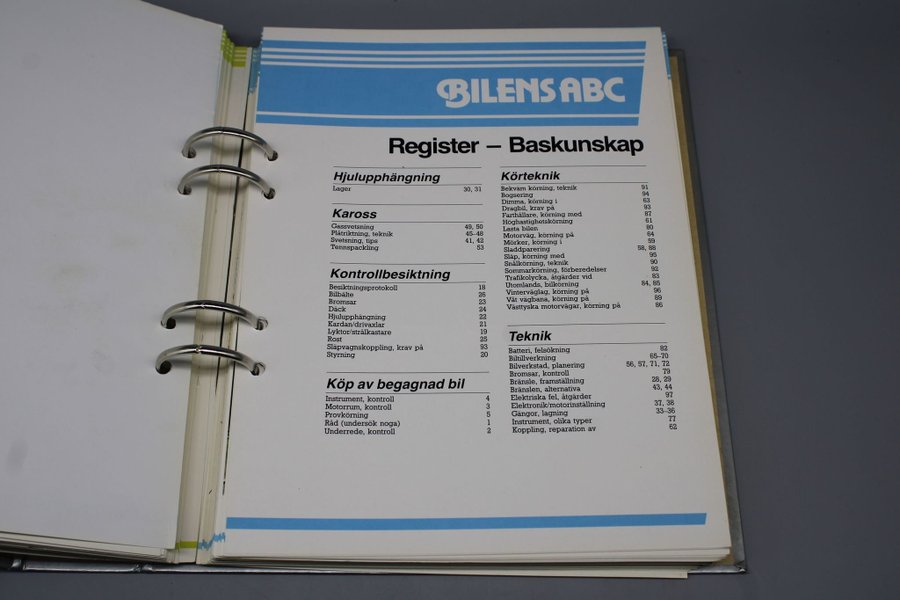 BILENS ABC
Register – Baskunskap
Hjulupphängning
Lager 30, 31
Kaross
Gassvetsning 49, 50
Plåtriktning, teknik 45-48
Svetsning, tips 41, 42
Tennspackling 53
Kontrollbesiktning
Besiktningsprotokoll 18
Bilbälte 26
Bromsar 23
Däck 24
Hjulupphängning 22
Kardan/drivaxlar 21
Lyktor/strålkastare 19
Rost 25
Släpvagnskoppling, krav på 93
Styrning 20
Köp av begagnad bil
Instrument, kontroll 4
Motorrum, kontroll 3
Provkörning 5
Råd (undersök noga) 1
Underrede, kontroll 2
Körteknik
Bekväm körning, teknik 91
Bogsering 94
Dimma, körning i 63
Dragbil, krav på 93
Farthållare, körning med 87
Höghastighetskörning 61
Lasta bilen 80
Motorväg, körning på 64
Mörker, körning i 59
Sladdparering 58, 88
Släp, körning med 95
Snålkörning, teknik 90
Sommarkörning, förberedelser 92
Trafikolycka, åtgärder vid 83
Utomlands, bilkörning 84, 85
Vinterväglag, körning på 96
Våt vägbana, körning på 89
Västtyska motorvägar, körning på 86
Teknik
Batteri, felsökning 82
Biltillverkning 65-70
Bilverkstad, planering 56, 57, 71, 72
Bromsar, kontroll 79
Bränsle, framställning 28, 29
Bränslen, alternativa 43, 44
Elektriska fel, åtgärder 97
Elektronik/motorinställning 37, 38
Gängor, lagning 33-36
Instrument, olika typer 77
Koppling, reparation av 62